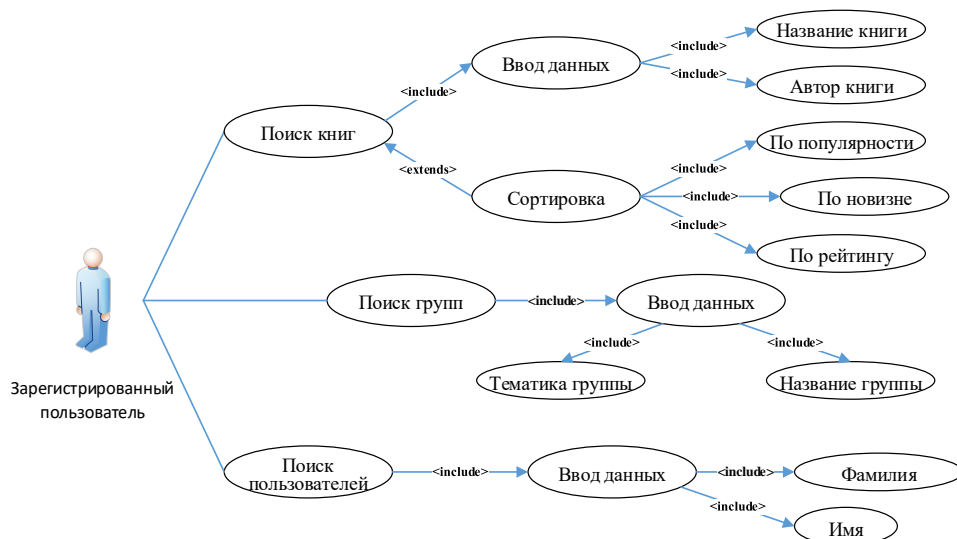 Название книги
<include>
Ввод данных
<include>
Автор книги
<include>
Поиск книг
По популярности
<include>
<extends>
Сортировка
<include>
По новизне
<include>
По рейтингу
Поиск групп
<include>
Ввод данных
<include>
<include>
Тематика группы
Название группы
Зарегистрированный
пользователь
Поиск
пользователей
<include>
Ввод данных
<include>
Фамилия
<include>
Имя